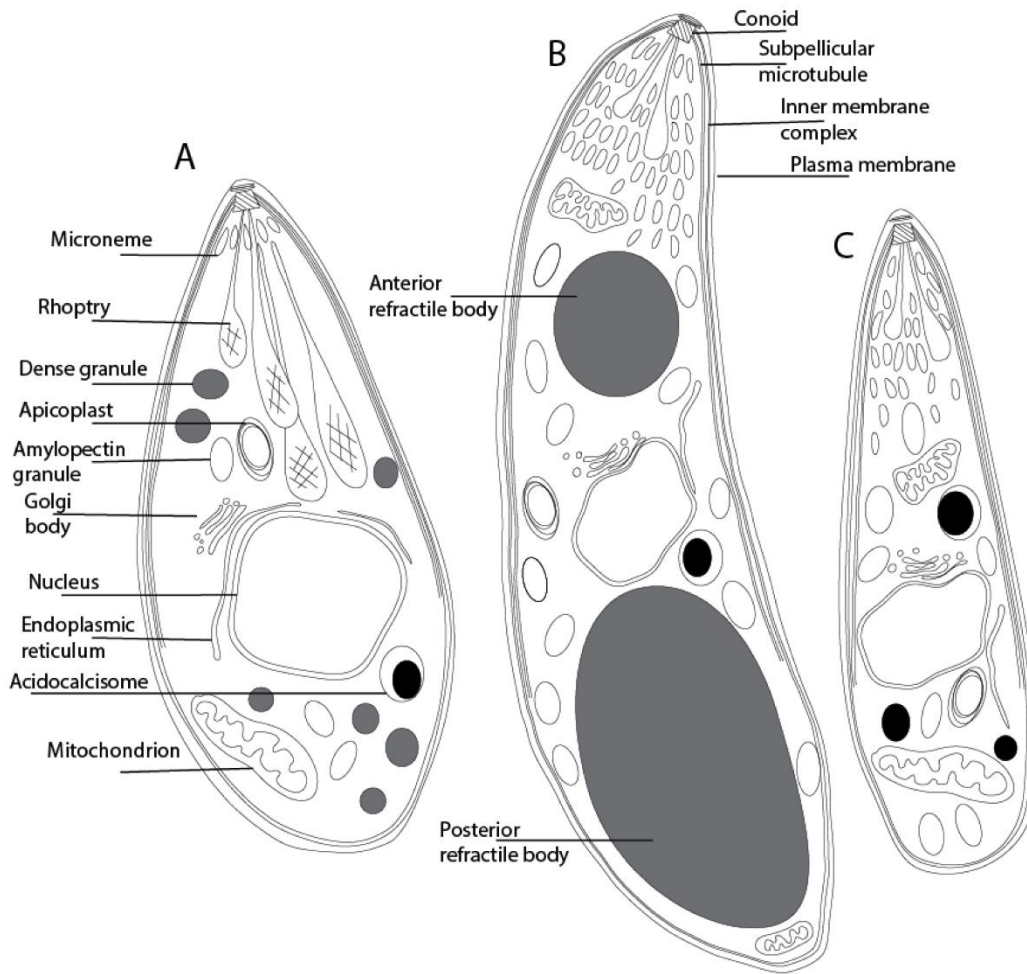 A
Microneme
Rhoptry
Dense granule
Apicoplast
Amylopectin
granule
Golgi
body
Nucleus
Endoplasmic
reticulum
Acidocalcisome
Mitochondrion
B
Conoid
Subpellicular
microtubule
Inner membrane
complex
Plasma membrane
Anterior
refractile body
Posterior
refractile body
C